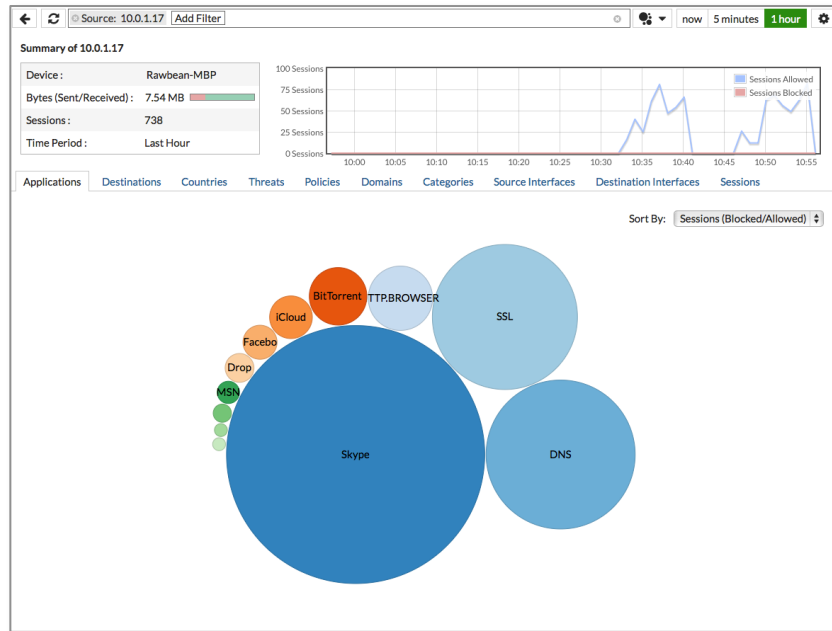 Source: 10.0.1.17 Add Filter now 5 minutes 1 hour
Summary of 10.0.1.17
Device : Rawbean-MBP
Bytes (Sent/Received) : 7.54 MB
Sessions : 738
Time Period : Last Hour
100 Sessions
75 Sessions
50 Sessions
25 Sessions
0 Sessions
Sessions Allowed
Sessions Blocked
10:00 10:05 10:10 10:15 10:20 10:25 10:30 10:35 10:40 10:45 10:50 10:55
Applications Destinations Countries Threats Policies Domains Categories Source Interfaces Destination Interfaces Sessions
Sort By: Sessions (Blocked/Allowed)
BitTorrent
TTP.BROWSER
iCloud
SSL
Facebo
Drop
MSN
Skype
DNS